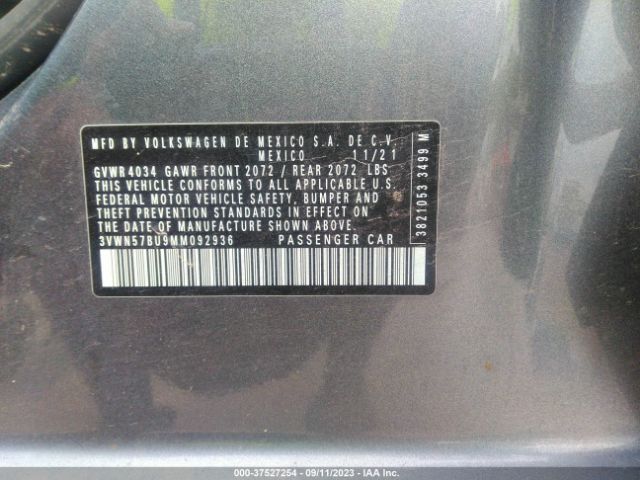 MFD BY VOLKSWAGEN DE MEXICO S.A. DE C.V.
MEXICO 11/21
GVWR 4034 GAWR FRONT 2072 / REAR 2072 LBS
THIS VEHICLE CONFORMS TO ALL APPLICABLE U.S.
FEDERAL MOTOR VEHICLE SAFETY, BUMPER AND
THEFT PREVENTION STANDARDS IN EFFECT ON
THE DATE OF MANUFACTURE SHOWN ABOVE.
3VWN57BU9MM092936 PASSENGER CAR
3821053 3499 M
000-37527254 - 09/11/2023 - IAA Inc.